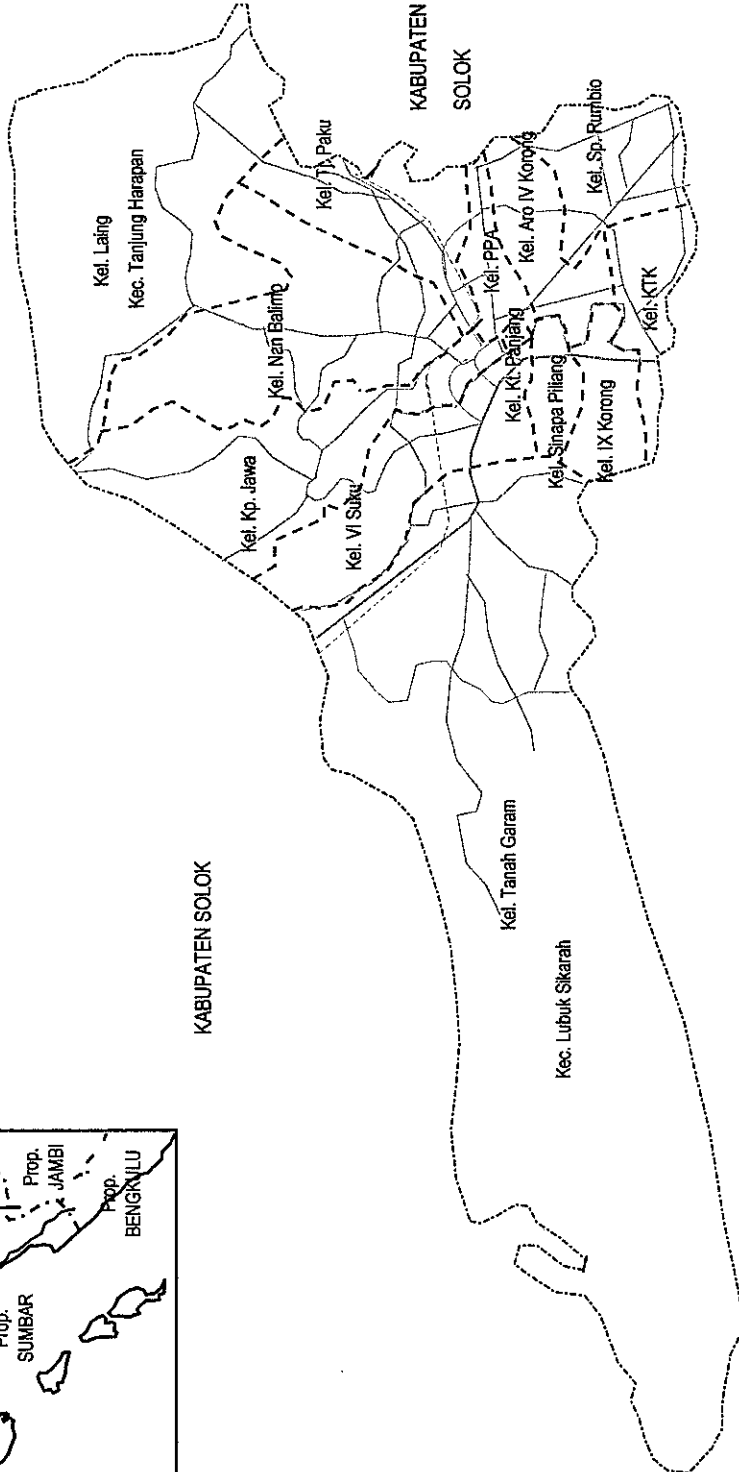 KABUPATEN
SOLOK
Kel. Laing
Kec. Tanjung Harapan
Kel. TJ. Paku
Kel. Nan Balimo
Kel. Kp. Jawa
Kel. VI Suku
Kel. PPA
Kel. Aro IV Korong
Kel. Sp. Rumbio
Kel. Kt. Panjang
Kel. Sinapa Piliang
Kel. IX Korong
Kel. KTK
Kel. Tanah Garam
Kec. Lubuk Sikarah
KABUPATEN SOLOK
Prop.
JAMBI
Prop.
BENGKULU
Prop.
SUMBAR